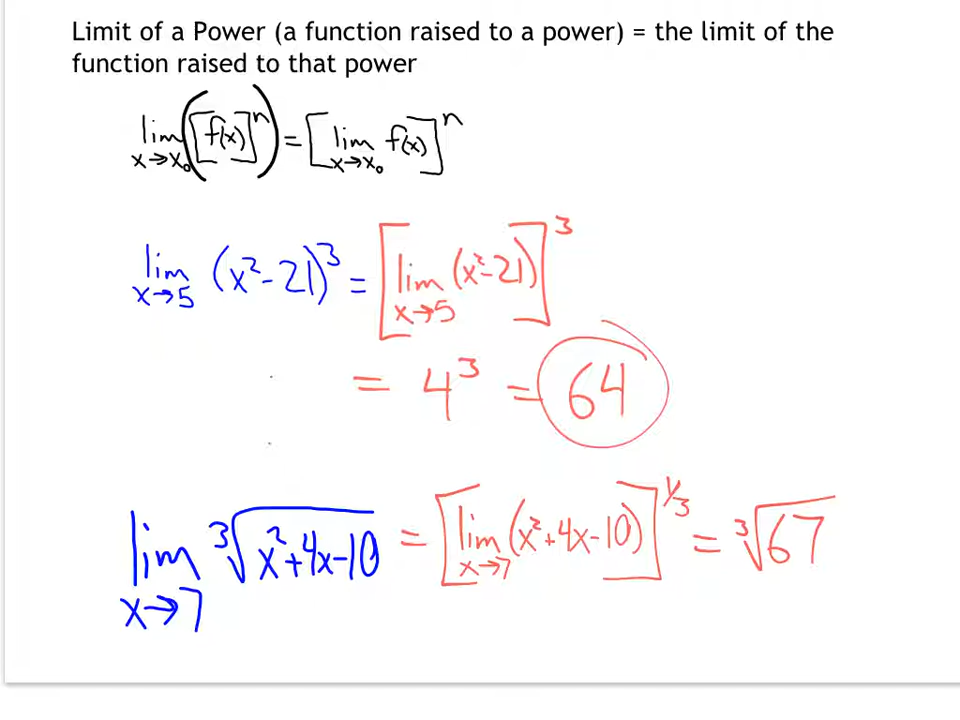 Limit of a Power (a function raised to a power) = the limit of the
function raised to that power
lim x→x₀ ([f(x)]ⁿ) = [lim x→x₀ f(x)]ⁿ
lim x→5 (x²-21)³ = [lim x→5 (x²-21)]³
= 4³ = 64
lim x→7 ∛(x²+4x-10) = [lim x→7 (x²+4x-10)]^1/3 = ∛67